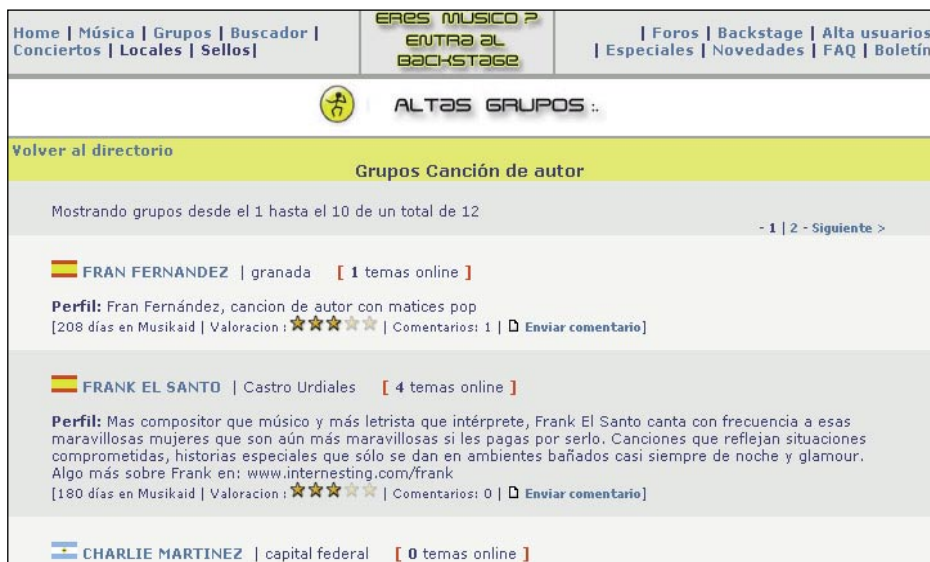 Home | Música | Grupos | Buscador |
Conciertos | Locales | Sellos|
ERES MUSICO ?
ENTRA AL
BACKSTAGE
| Foros | Backstage | Alta usuarios
| Especiales | Novedades | FAQ | Boletín
ALTAS GRUPOS :.
Volver al directorio
Grupos Canción de autor
Mostrando grupos desde el 1 hasta el 10 de un total de 12
- 1 | 2 - Siguiente >
FRAN FERNANDEZ | granada [ 1 temas online ]
Perfil: Fran Fernández, cancion de autor con matices pop
[208 días en Musikaid | Valoracion : | Comentarios: 1 | Enviar comentario]
FRANK EL SANTO | Castro Urdiales [ 4 temas online ]
Perfil: Mas compositor que músico y más letrista que intérprete, Frank El Santo canta con frecuencia a esas
maravillosas mujeres que son aún más maravillosas si les pagas por serlo. Canciones que reflejan situaciones
comprometidas, historias especiales que sólo se dan en ambientes bañados casi siempre de noche y glamour.
Algo más sobre Frank en: www.internesting.com/frank
[180 días en Musikaid | Valoracion : | Comentarios: 0 | Enviar comentario]
CHARLIE MARTINEZ | capital federal [ 0 temas online ]